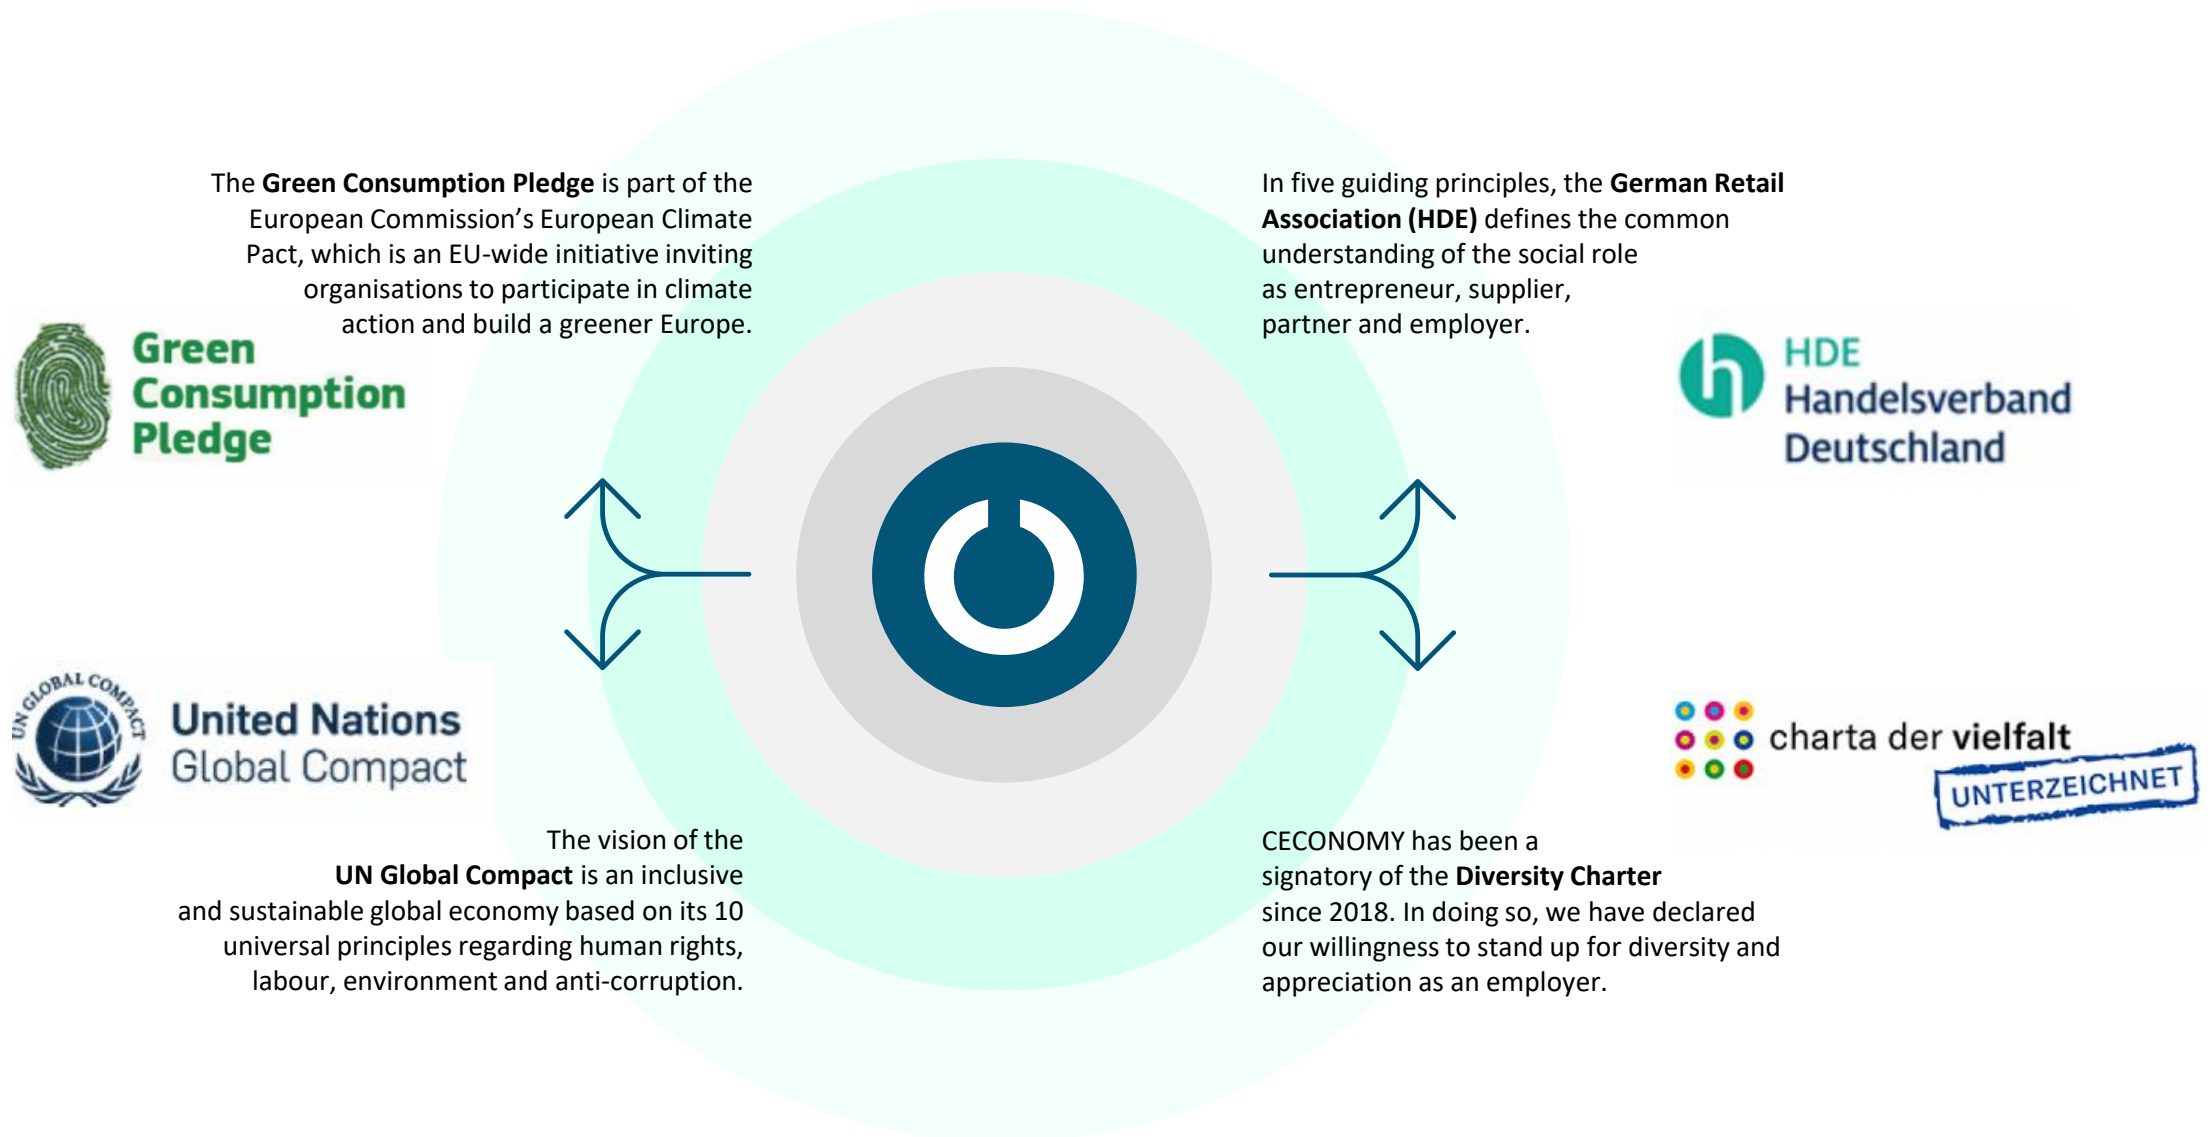 The Green Consumption Pledge is part of the
European Commission’s European Climate
Pact, which is an EU-wide initiative inviting
organisations to participate in climate
action and build a greener Europe.
Green
Consumption
Pledge
In five guiding principles, the German Retail
Association (HDE) defines the common
understanding of the social role
as entrepreneur, supplier,
partner and employer.
HDE
Handelsverband
Deutschland
UN GLOBAL COMPACT
United Nations
Global Compact
The vision of the
UN Global Compact is an inclusive
and sustainable global economy based on its 10
universal principles regarding human rights,
labour, environment and anti-corruption.
charta der vielfalt
UNTERZEICHNET
CECONOMY has been a
signatory of the Diversity Charter
since 2018. In doing so, we have declared
our willingness to stand up for diversity and
appreciation as an employer.